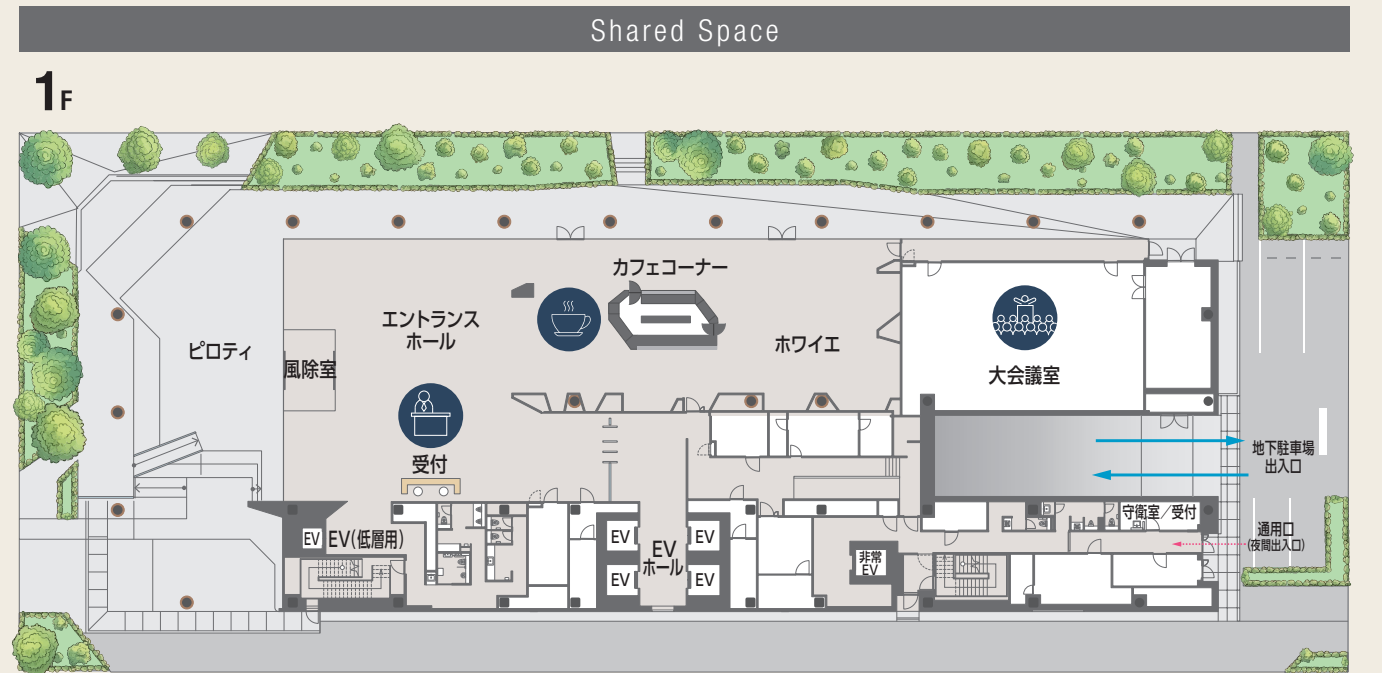 Shared Space
1F
カフェコーナー
エントランス
ホール
ホワイエ
ピロティ
風除室
大会議室
受付
地下駐車場
出入口
守衛室／受付
通用口
(夜間出入口)
EV
EV(低層用)
EV
EV
EV
ホール
EV
EV
非常
EV